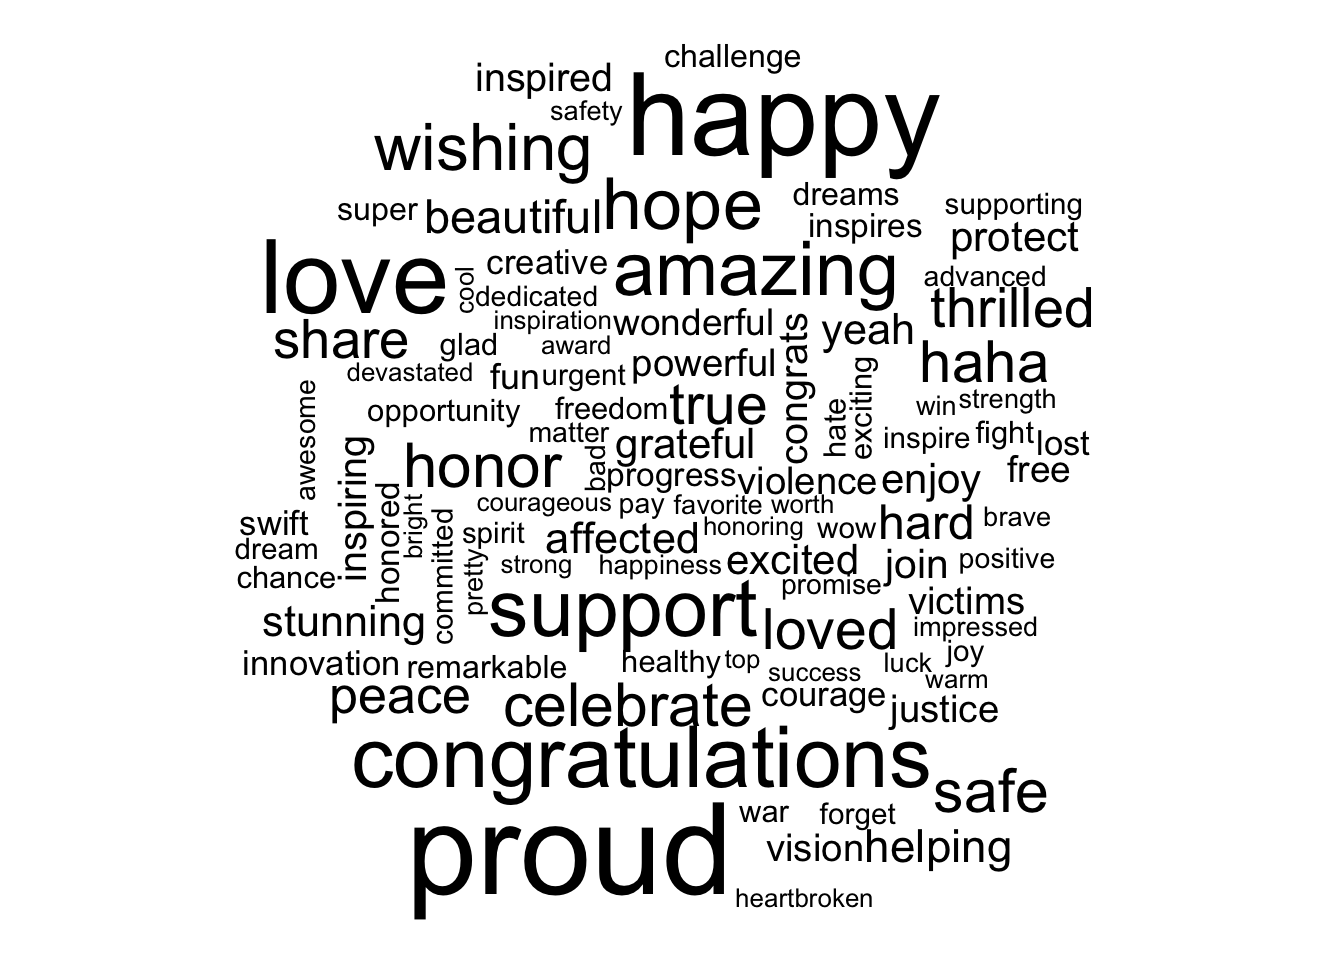 challenge
inspired
safety
happy
wishing
hope
dreams
super
beautiful
inspires
supporting
protect
love
cool
creative
amazing
advanced
dedicated
thrilled
inspiration
wonderful
congrats
yeah
share
glad
award
powerful
haha
devastated
fun
urgent
hate
exciting
awesome
opportunity
freedom
true
win
strength
matter
grateful
inspire
fight
lost
inspiring
honor
bad
progress
violence
enjoy
free
honored
bright
courageous
pay
favorite
worth
swift
committed
spirit
affected
honoring
wow
hard
brave
dream
pretty
strong
happiness
excited
join
positive
chance
promise
victims
stunning
support
loved
impressed
innovation
remarkable
healthy
top
success
luck
joy
warm
peace
celebrate
courage
justice
congratulations
safe
proud
war
forget
vision
helping
heartbroken